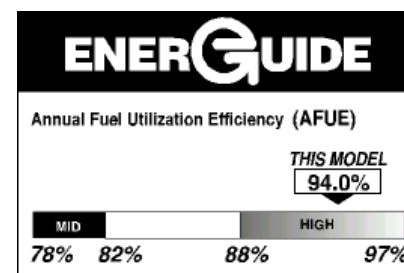 ENERGUIDE
Annual Fuel Utilization Efficiency (AFUE)
THIS MODEL
94.0%
MID HIGH
78% 82% 88% 97%